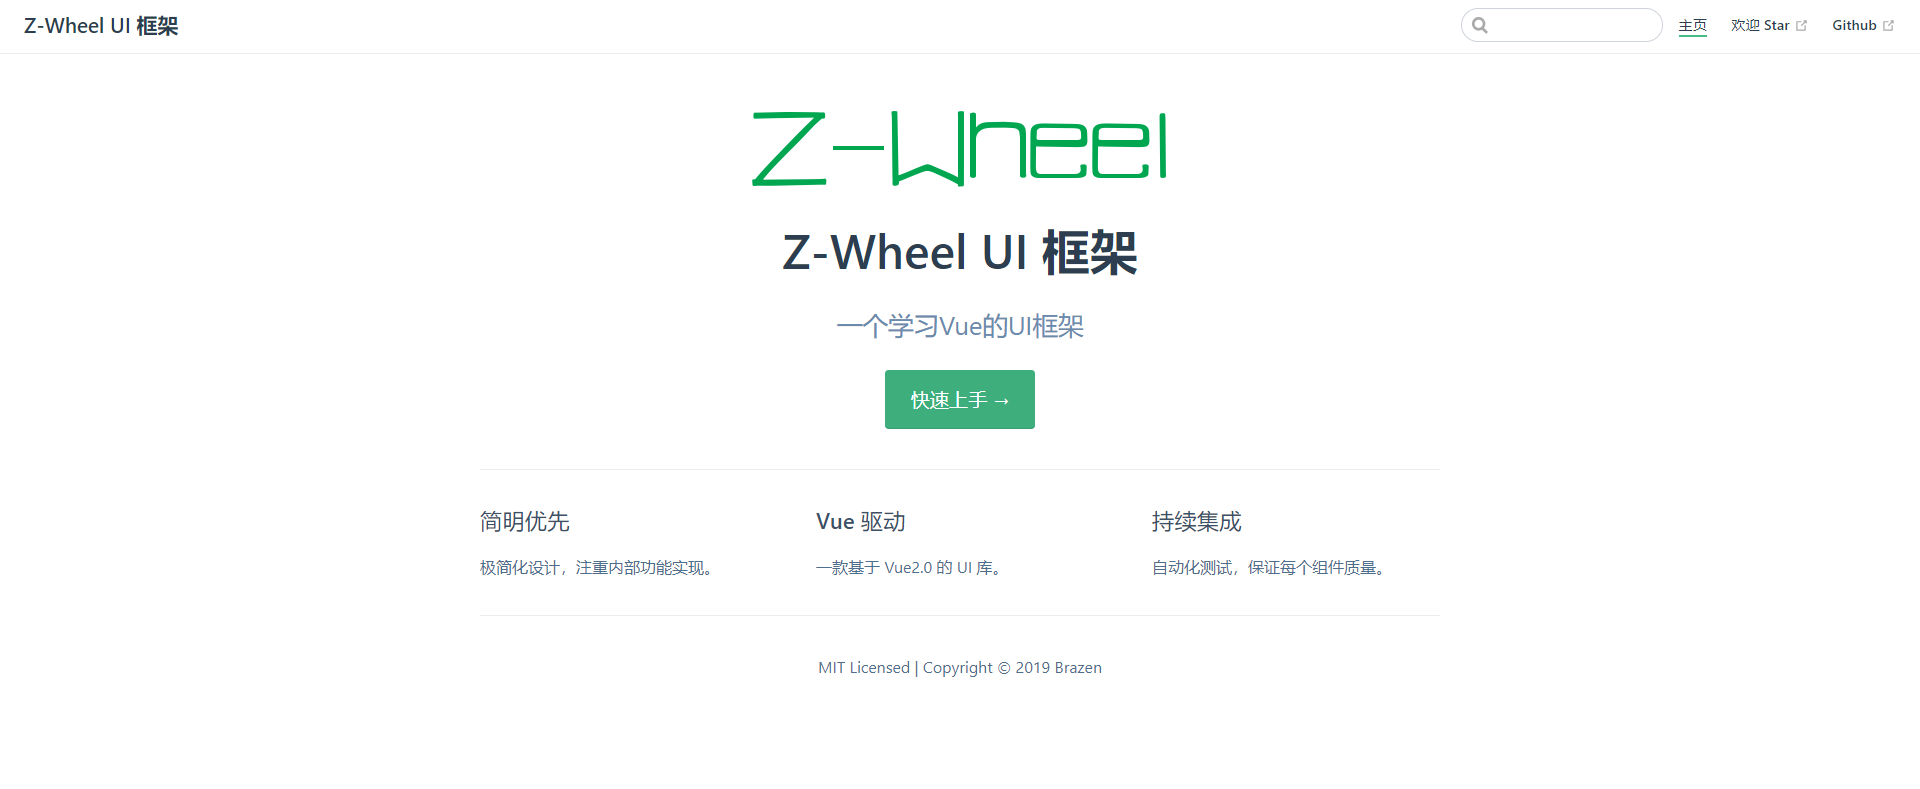 Z-Wheel UI 框架
主页
欢迎 Star
Github
Z-Wheel
Z-Wheel UI 框架
一个学习Vue的UI框架
快速上手 →
简明优先
极简化设计，注重内部功能实现。
Vue 驱动
一款基于 Vue2.0 的 UI 库。
持续集成
自动化测试，保证每个组件质量。
MIT Licensed | Copyright © 2019 Brazen